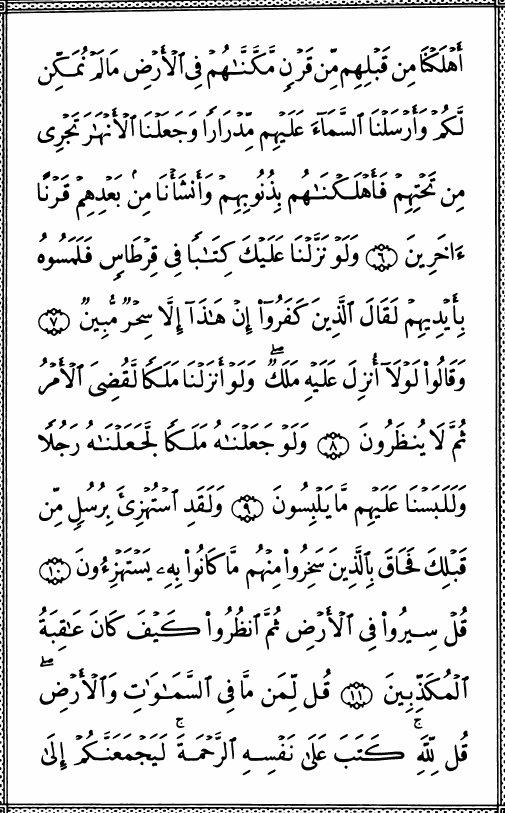 أَهْلَكْنَا مِن قَبْلِهِم مِّن قَرْنٍ مَّكَّنَّٰهُمْ فِى ٱلْأَرْضِ مَا لَمْ نُمَكِّن
لَّكُمْ وَأَرْسَلْنَا ٱلسَّمَآءَ عَلَيْهِم مِّدْرَارًا وَجَعَلْنَا ٱلْأَنْهَٰرَ تَجْرِى
مِن تَحْتِهِمْ فَأَهْلَكْنَٰهُم بِذُنُوبِهِمْ وَأَنشَأْنَا مِنۢ بَعْدِهِمْ قَرْنًا
ءَاخَرِينَ ٦ وَلَوْ نَزَّلْنَا عَلَيْكَ كِتَٰبًا فِى قِرْطَاسٍ فَلَمَسُوهُ
بِأَيْدِيهِمْ لَقَالَ ٱلَّذِينَ كَفَرُوٓا۟ إِنْ هَٰذَآ إِلَّا سِحْرٌ مُّبِينٌ ٧
وَقَالُوا۟ لَوْلَآ أُنزِلَ عَلَيْهِ مَلَكٌ ۖ وَلَوْ أَنزَلْنَا مَلَكًا لَّقُضِىَ ٱلْأَمْرُ
ثُمَّ لَا يُنظَرُونَ ٨ وَلَوْ جَعَلْنَٰهُ مَلَكًا لَّجَعَلْنَٰهُ رَجُلًا
وَلَلَبَسْنَا عَلَيْهِم مَّا يَلْبِسُونَ ٩ وَلَقَدِ ٱسْتُهْزِئَ بِرُسُلٍ مِّن
قَبْلِكَ فَحَاقَ بِٱلَّذِينَ سَخِرُوا۟ مِنْهُم مَّا كَانُوا۟ بِهِۦ يَسْتَهْزِءُونَ ١٠
قُلْ سِيرُوا۟ فِى ٱلْأَرْضِ ثُمَّ ٱنظُرُوا۟ كَيْفَ كَانَ عَٰقِبَةُ
ٱلْمُكَذِّبِينَ ١١ قُل لِّمَن مَّا فِى ٱلسَّمَٰوَٰتِ وَٱلْأَرْضِ ۖ
قُل لِّلَّهِ ۚ كَتَبَ عَلَىٰ نَفْسِهِ ٱلرَّحْمَةَ ۚ لَيَجْمَعَنَّكُمْ إِلَىٰ